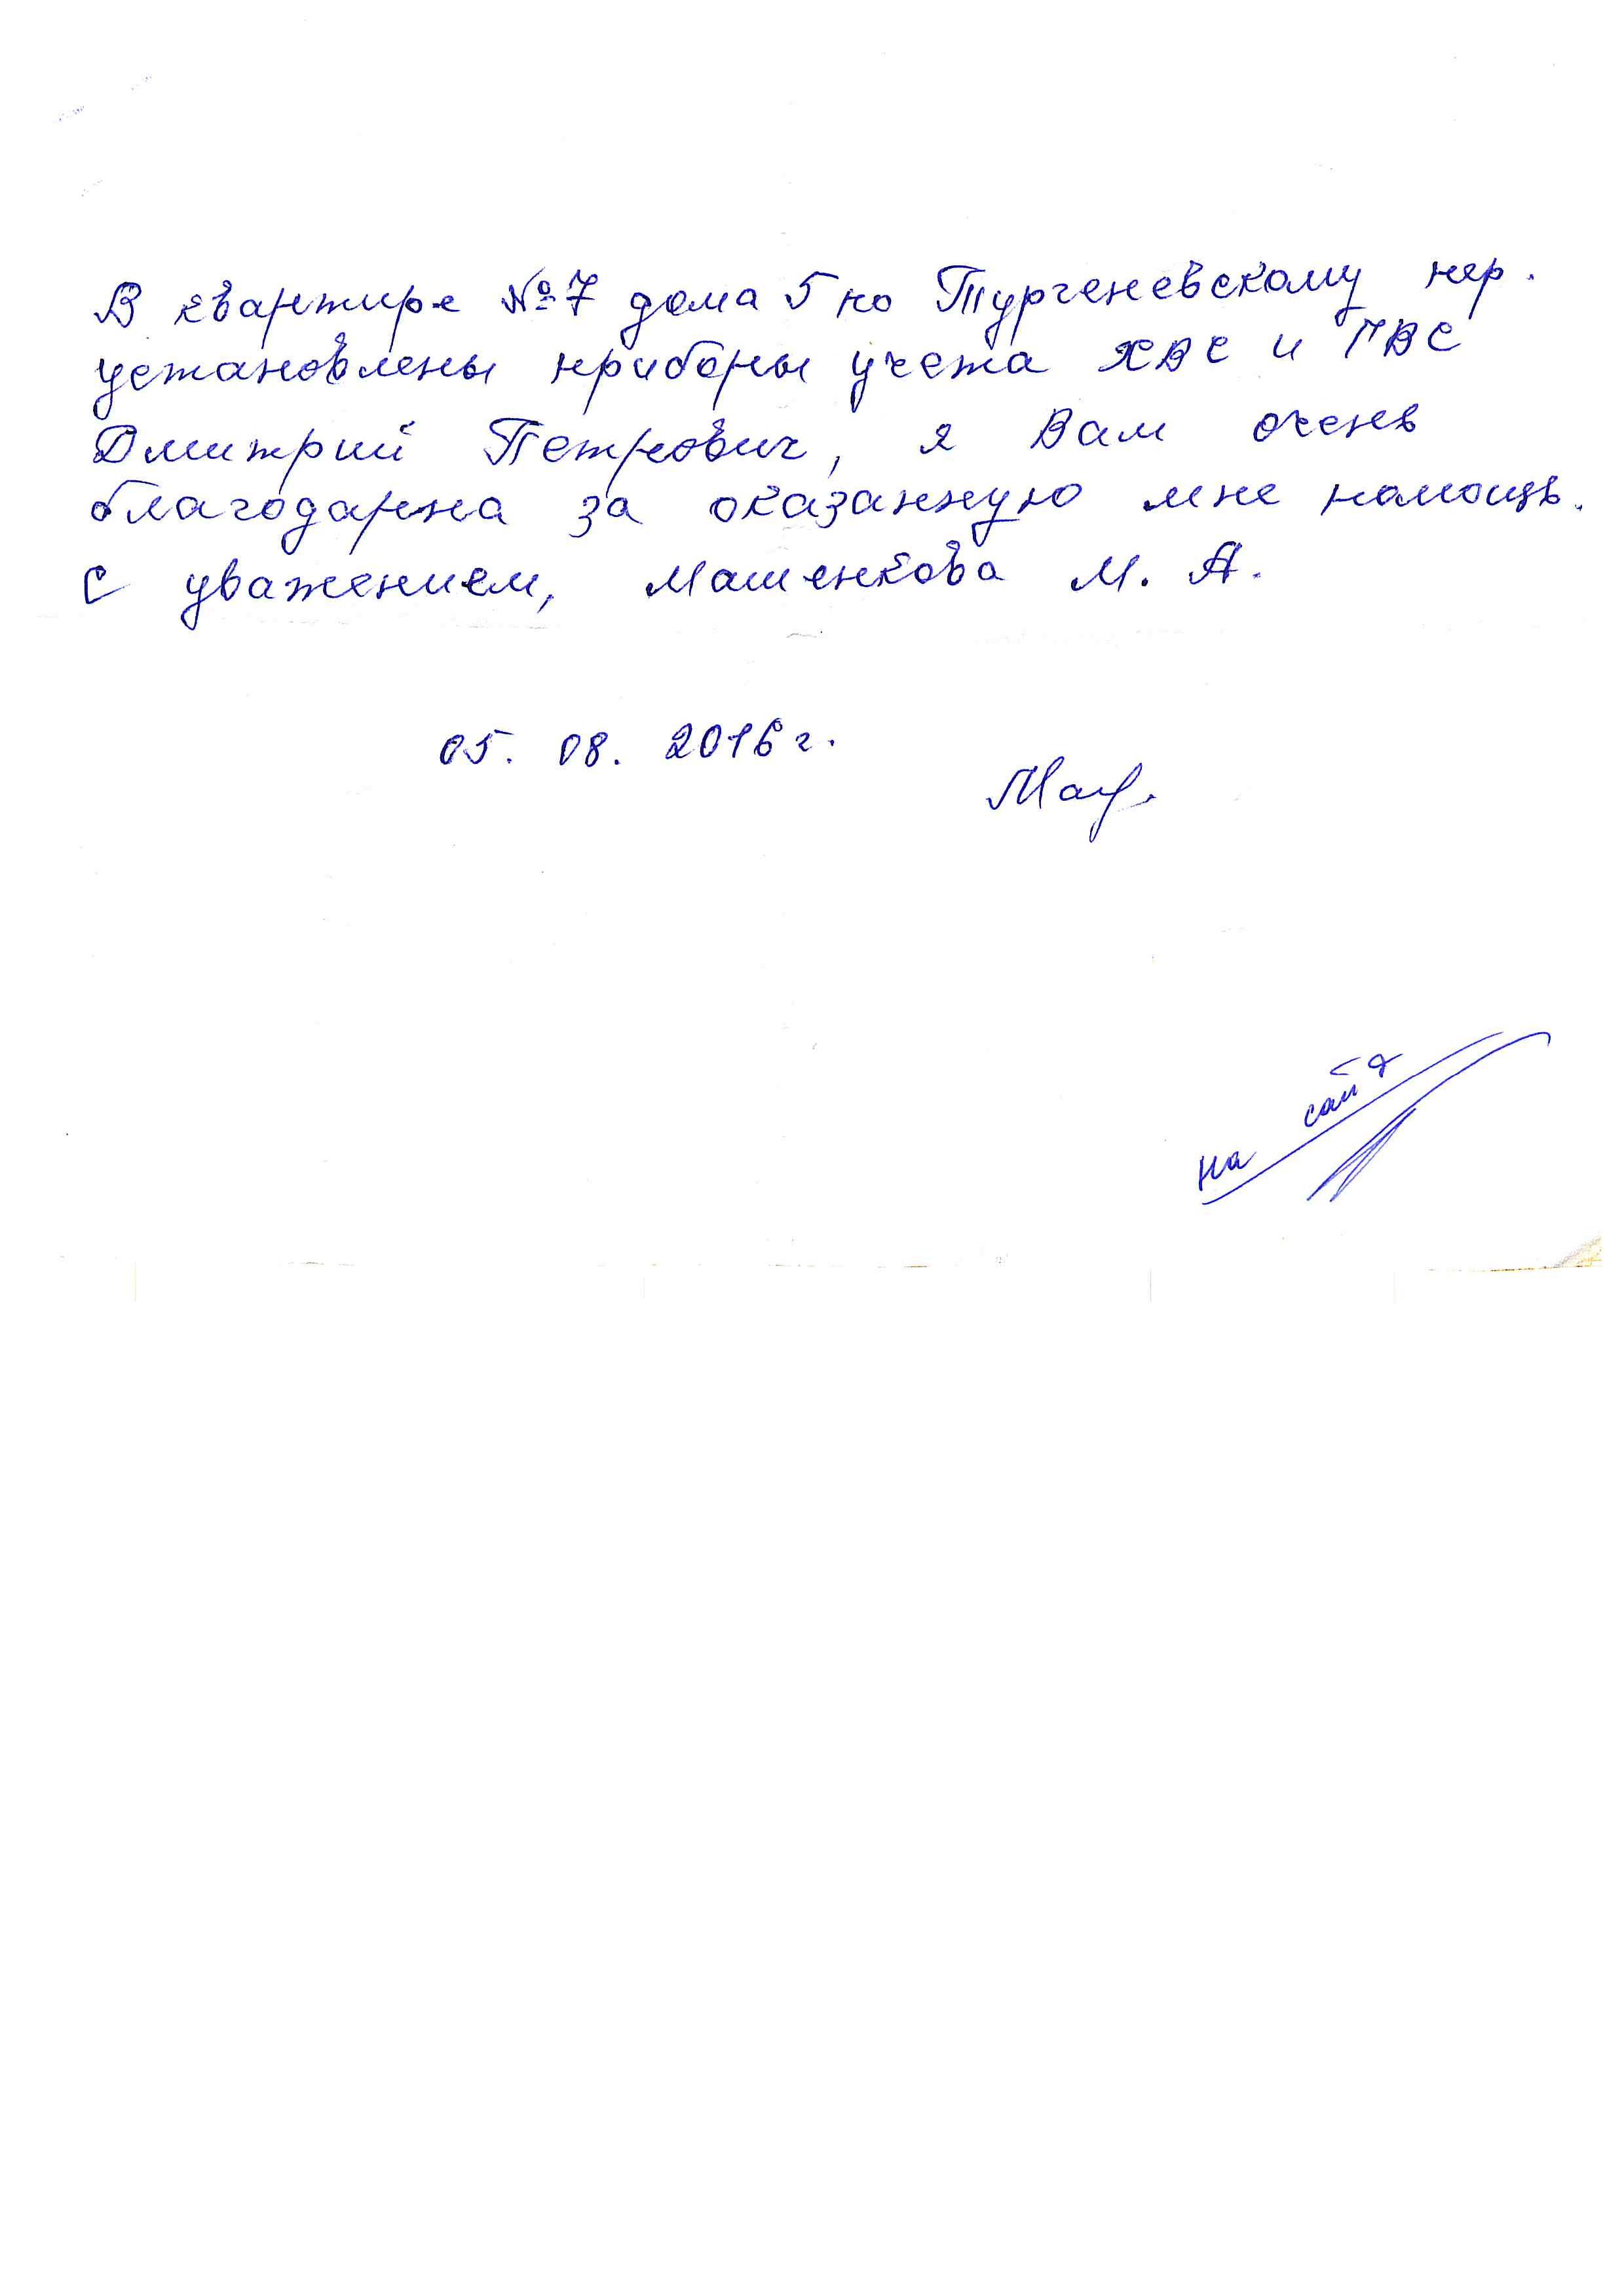 В квартире №7 дома 5 по Тургеневскому пер.
установлены приборы учета ХВС и ГВС
Дмитрий Петрович, я Вам очень
благодарна за оказанную мне помощь.
С уважением, Машенкова М. А.
05. 08. 2016 г.
Маш.
на сайт